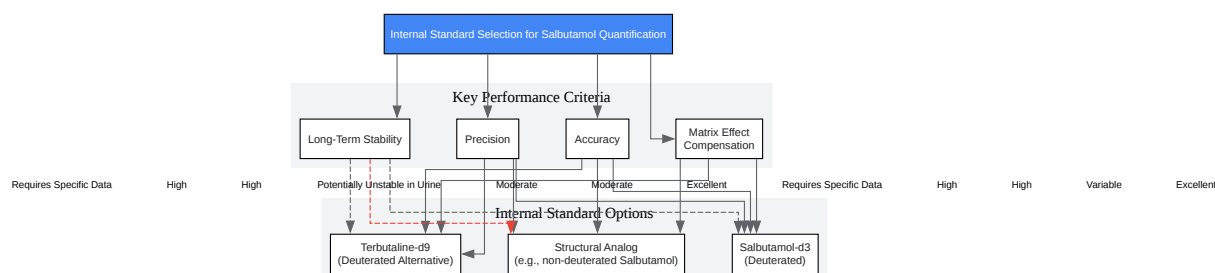 Internal Standard Selection for Salbutamol Quantification
Key Performance Criteria
Long-Term Stability
Precision
Accuracy
Matrix Effect
Compensation
Requires Specific Data
High
High
Potentially Unstable in Urine
Moderate
Moderate
Excellent
Requires Specific Data
High
High
Variable
Excellent
Internal Standard Options
Terbutaline-d9
(Deuterated Alternative)
Structural Analog
(e.g., non-deuterated Salbutamol)
Salbutamol-d3
(Deuterated)